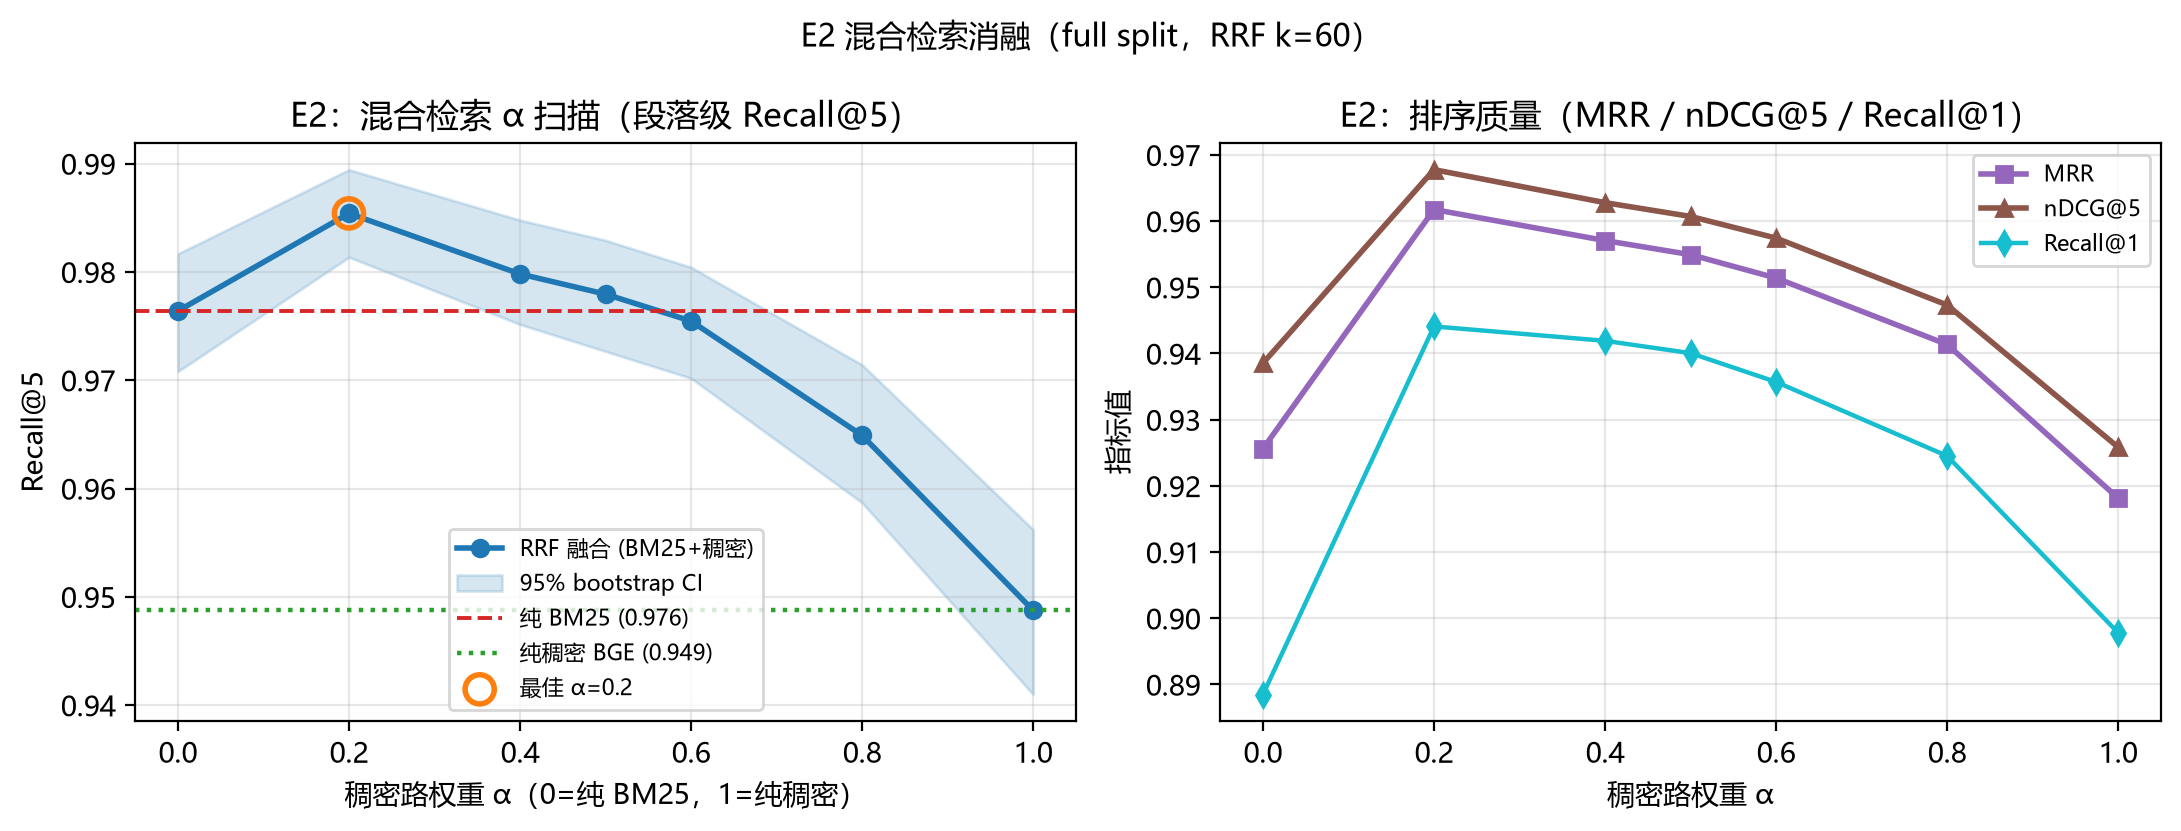 E2 混合检索消融（full split，RRF k=60）
E2：混合检索 α 扫描（段落级 Recall@5）
0.99
0.98
0.97
0.96
0.95
0.94
Recall@5
RRF 融合 (BM25+稠密)
95% bootstrap CI
纯 BM25 (0.976)
纯稠密 BGE (0.949)
最佳 α=0.2
0.0 0.2 0.4 0.6 0.8 1.0
稠密路权重 α（0=纯 BM25，1=纯稠密）
E2：排序质量（MRR / nDCG@5 / Recall@1）
0.97
0.96
0.95
0.94
0.93
0.92
0.91
0.90
0.89
指标值
MRR
nDCG@5
Recall@1
0.0 0.2 0.4 0.6 0.8 1.0
稠密路权重 α